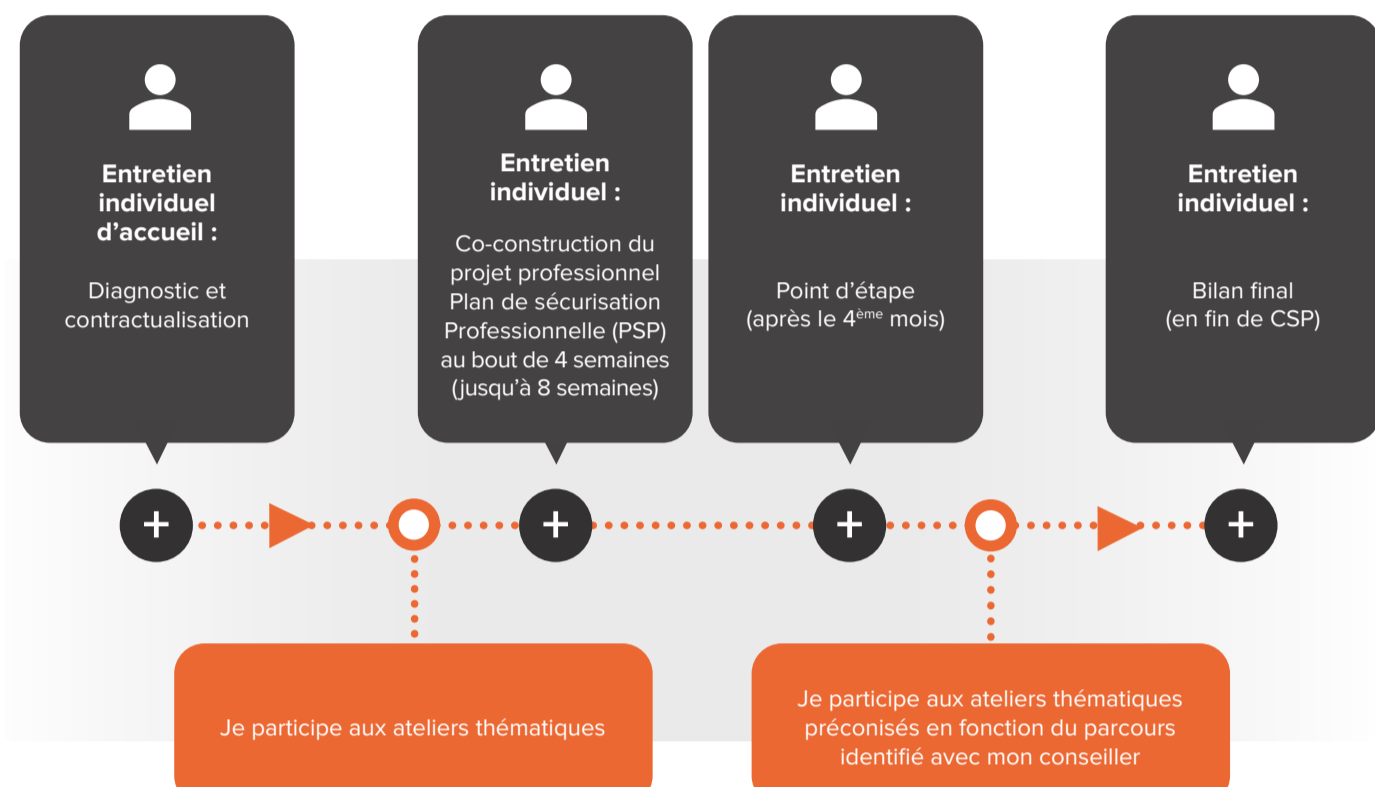 Entretien
individuel
d’accueil :
Diagnostic et
contractualisation
Entretien
individuel :
Co-construction du
projet professionnel
Plan de sécurisation
Professionnelle (PSP)
au bout de 4 semaines
(jusqu’à 8 semaines)
Entretien
individuel :
Point d’étape
(après le 4ème mois)
Entretien
individuel :
Bilan final
(en fin de CSP)
Je participe aux ateliers thématiques
Je participe aux ateliers thématiques
préconisés en fonction du parcours
identifié avec mon conseiller